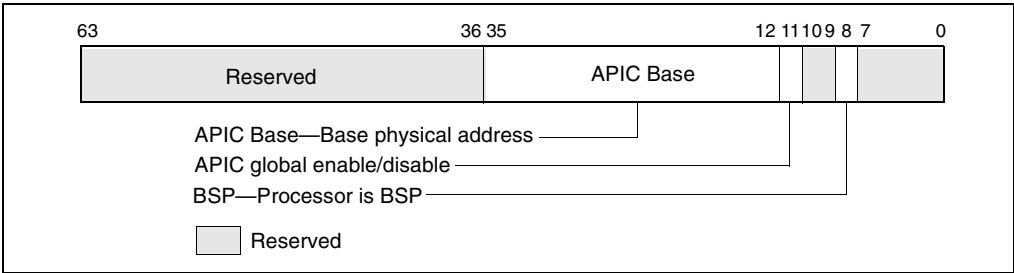 63 36 35 12 11 10 9 8 7 0
Reserved APIC Base
APIC Base—Base physical address
APIC global enable/disable
BSP—Processor is BSP
Reserved